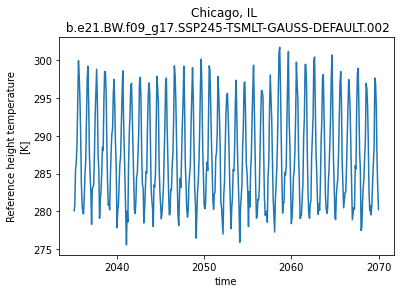 Chicago, IL
b.e21.BW.f09_g17.SSP245-TSMLT-GAUSS-DEFAULT.002
Reference height temperature
[K]
300
295
290
285
280
275
2040
2050
2060
2070
time